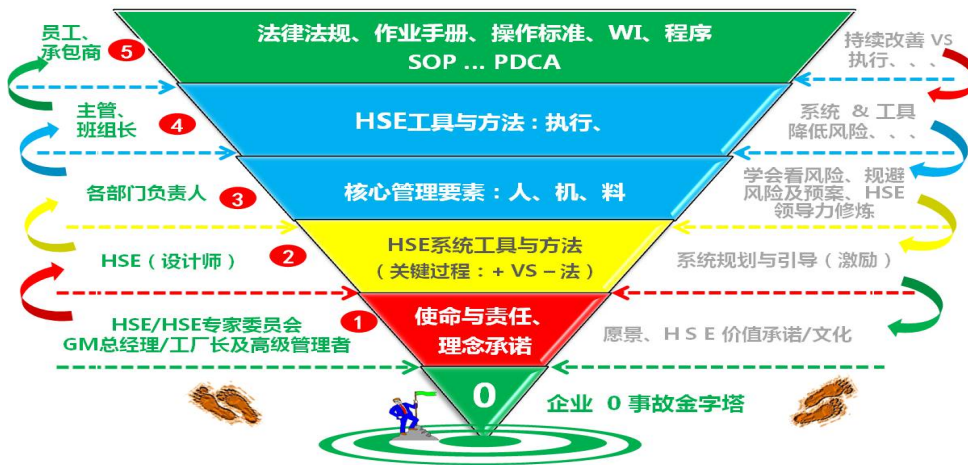 员工、
承包商
5
法律法规、作业手册、操作标准、WI、程序
SOP ... PDCA
持续改善 VS
执行、、、
主管、
班组长
4
HSE工具与方法：执行、
系统 & 工具
降低风险、、、
各部门负责人
3
核心管理要素：人、机、料
学会看风险、规避
风险及预案、HSE
领导力修炼
HSE（设计师）
2
HSE系统工具与方法
（关键过程：+ VS – 法）
系统规划与引导（激励）
HSE/HSE专家委员会
GM总经理/工厂长及高级管理者
1
使命与责任、
理念承诺
愿景、H S E 价值承诺/文化
0
企业 0 事故金字塔